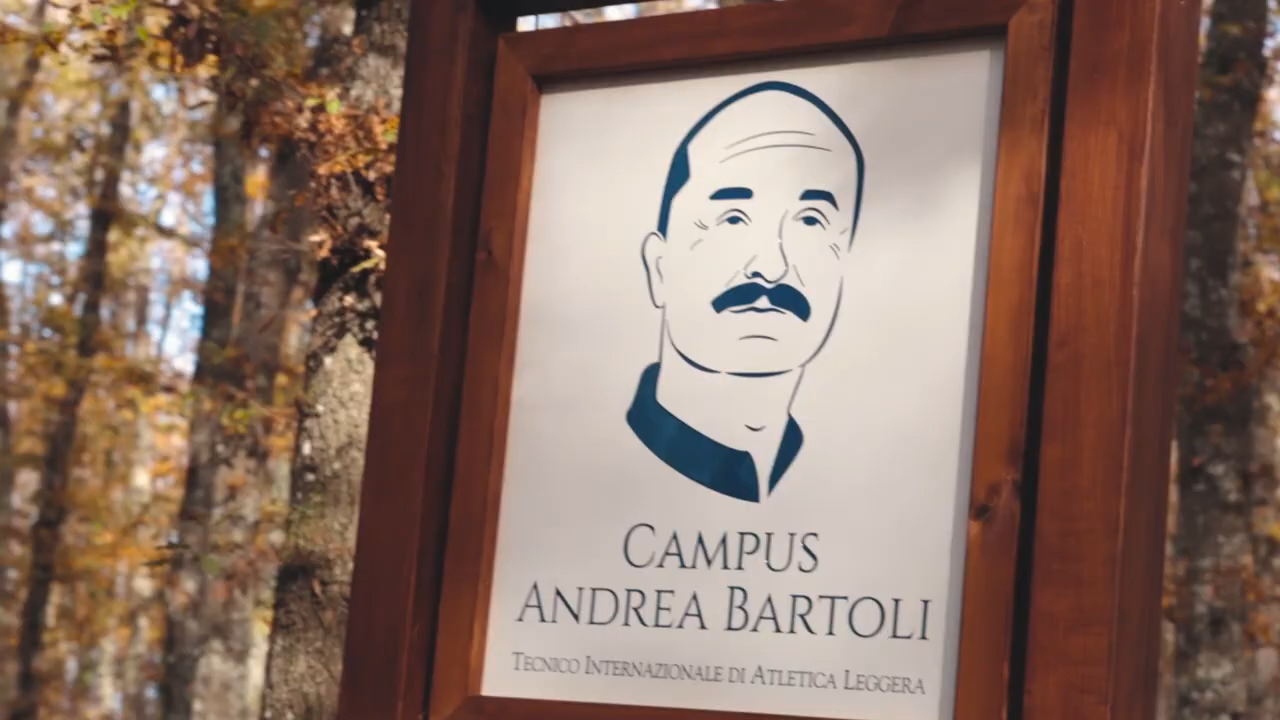 CAMPUS
ANDREA BARTOLI
TECNICO INTERNAZIONALE DI ATLETICA LEGGERA